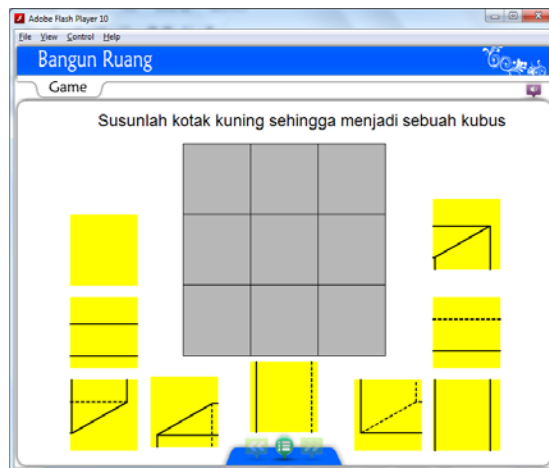 Adobe Flash Player 10
File View Control Help
Bangun Ruang
Game
Susunlah kotak kuning sehingga menjadi sebuah kubus